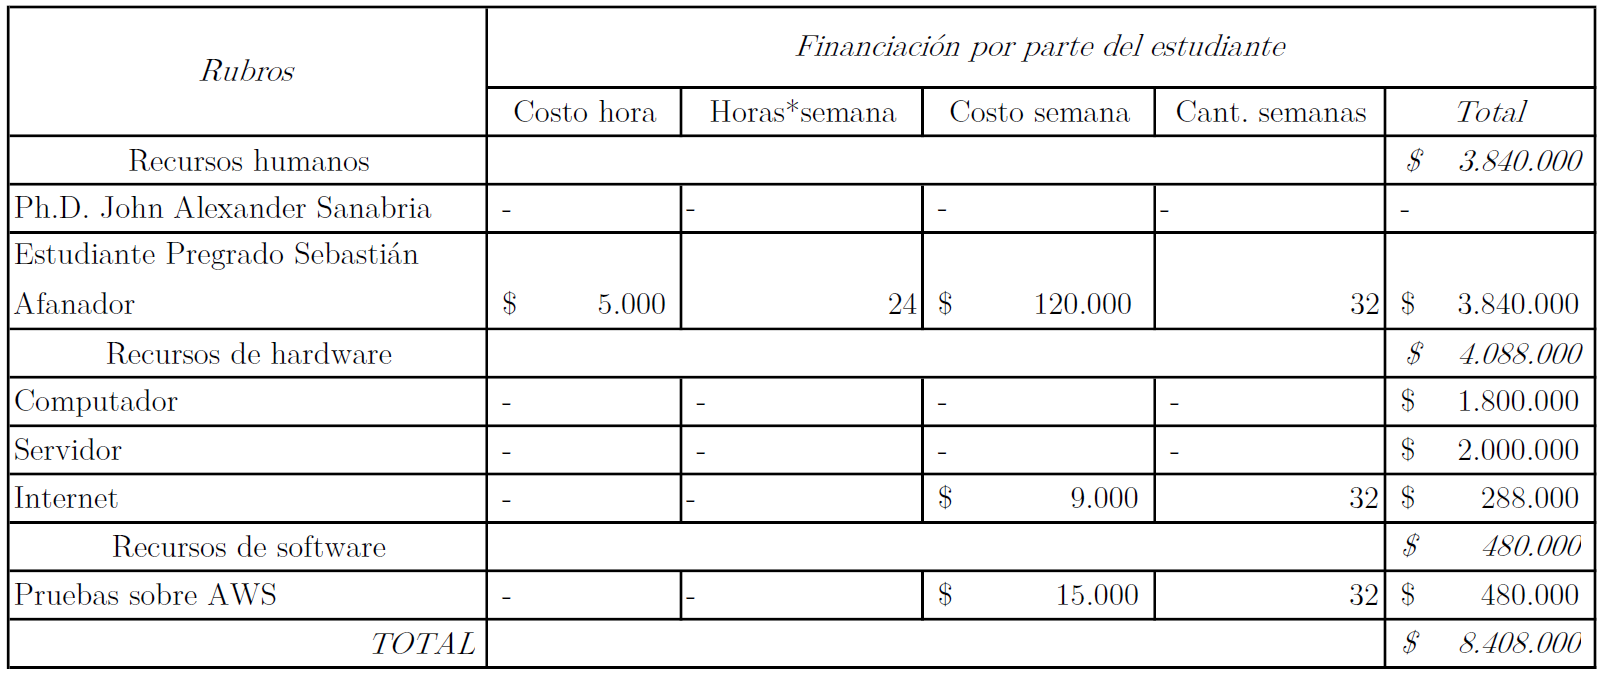 Rubros
Financiación por parte del estudiante
Costo hora Horas*semana Costo semana Cant. semanas Total
Recursos humanos $ 3.840.000
Ph.D. John Alexander Sanabria - - - - -
Estudiante Pregrado Sebastián
Afanador $ 5.000 24 $ 120.000 32 $ 3.840.000
Recursos de hardware $ 4.088.000
Computador - - - - $ 1.800.000
Servidor - - - - $ 2.000.000
Internet - - $ 9.000 32 $ 288.000
Recursos de software $ 480.000
Pruebas sobre AWS - - $ 15.000 32 $ 480.000
TOTAL $ 8.408.000